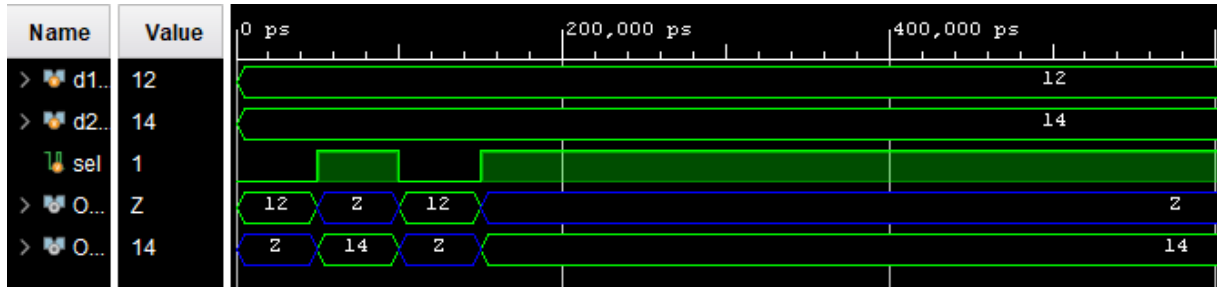 Name Value 0 ps 200,000 ps 400,000 ps
> d1.. 12 12
> d2... 14 14
sel 1
> O... Z 12 Z 12 Z
> O... 14 Z 14 Z 14